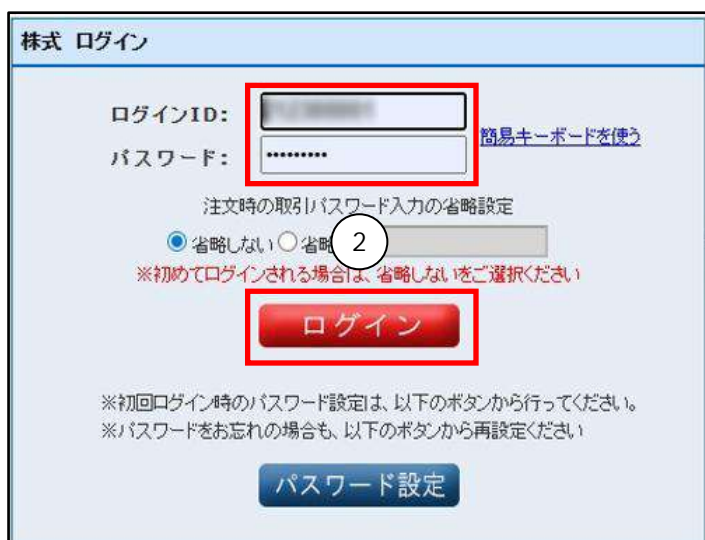 株式 ログイン
ログインID:
簡易キーボードを使う
パスワード: •••••••••
注文時の取引パスワード入力の省略設定
省略しない 省略
2
※初めてログインされる場合は、省略しないをご選択ください
ログイン
※初回ログイン時のパスワード設定は、以下のボタンから行ってください。
※パスワードをお忘れの場合も、以下のボタンから再設定ください
パスワード設定